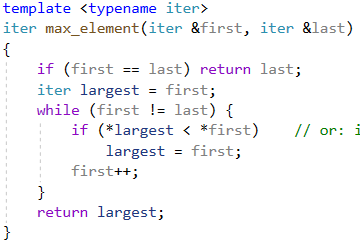 template <typename iter>
iter max_element(iter &first, iter &last)
{
    if (first == last) return last;
    iter largest = first;
    while (first != last) {
        if (*largest < *first)    // or: i
            largest = first;
        first++;
    }
    return largest;
}